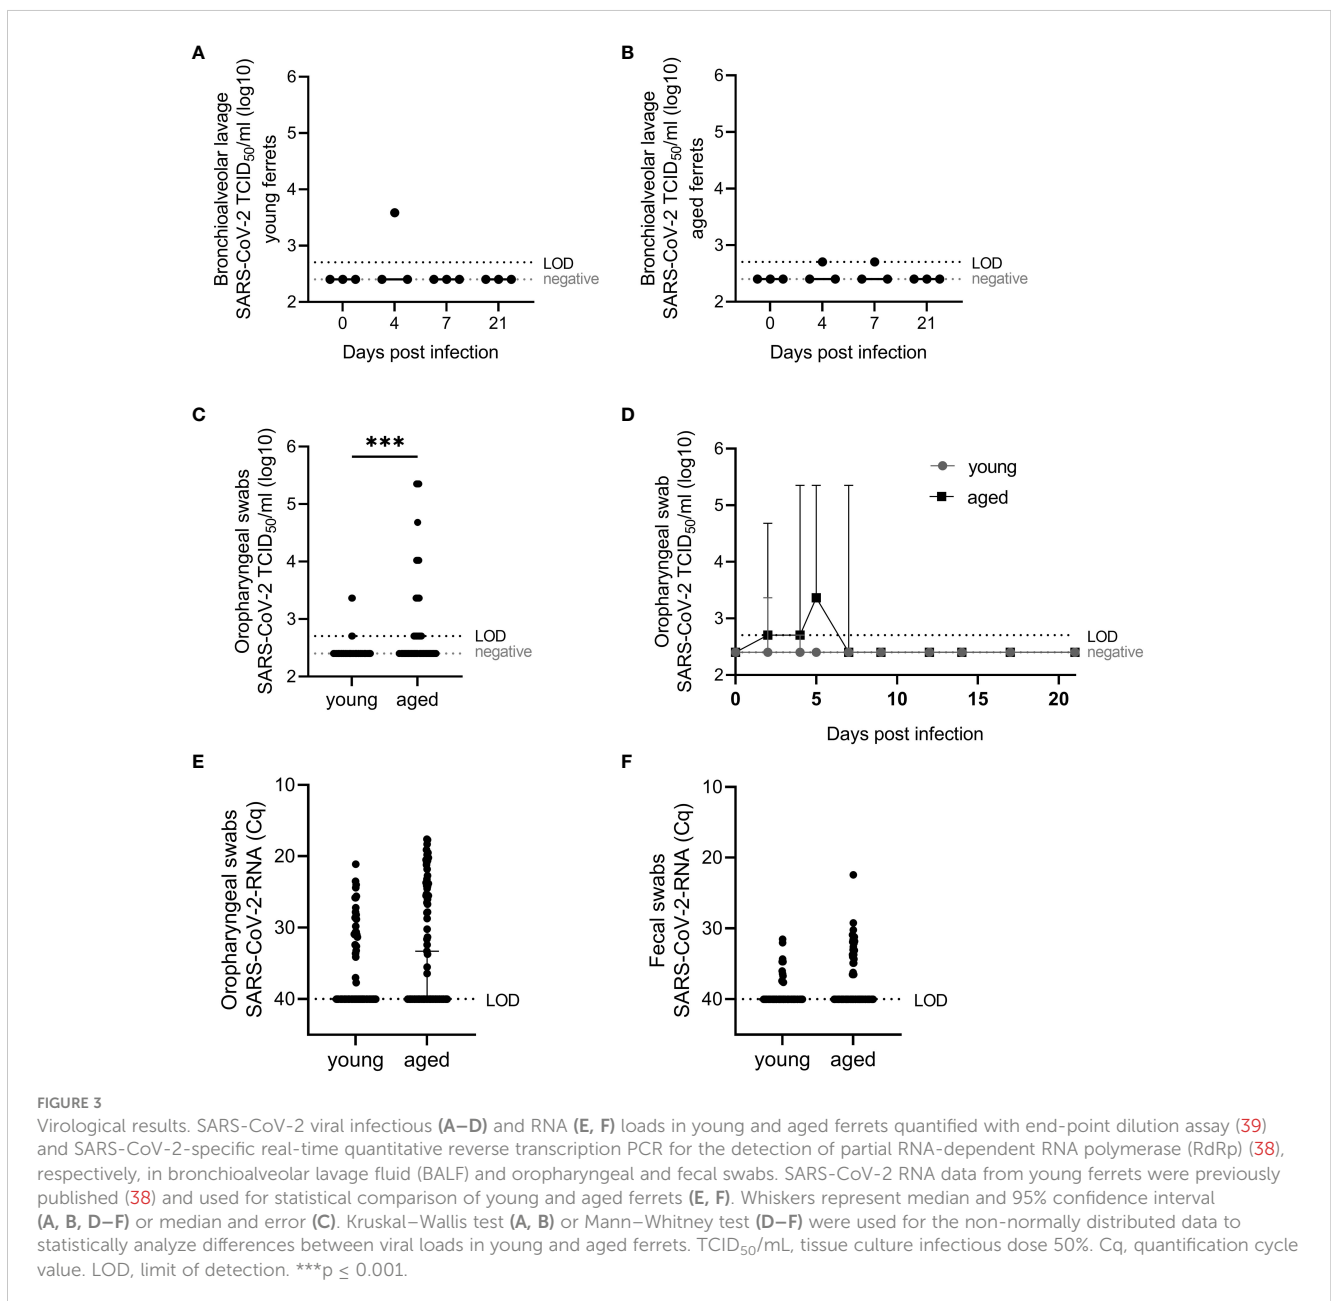 A
Bronchioalveolar lavage
SARS-CoV-2 TCID50/ml (log10)
young ferrets
6
5
4
3
2
LOD
negative
0 4 7 21
Days post infection
B
Bronchioalveolar lavage
SARS-CoV-2 TCID50/ml (log10)
aged ferrets
6
5
4
3
2
LOD
negative
0 4 7 21
Days post infection
C
Oropharyngeal swabs
SARS-CoV-2 TCID50/ml (log10)
6
5
4
3
2
***
LOD
negative
young aged
D
Oropharyngeal swab
SARS-CoV-2 TCID50/ml (log10)
6
5
4
3
2
young
aged
LOD
negative
0 5 10 15 20
Days post infection
E
Oropharyngeal swabs
SARS-CoV-2-RNA (Cq)
10
20
30
40
LOD
young aged
F
Fecal swabs
SARS-CoV-2-RNA (Cq)
10
20
30
40
LOD
young aged
FIGURE 3
Virological results. SARS-CoV-2 viral infectious (A–D) and RNA (E, F) loads in young and aged ferrets quantified with end-point dilution assay (39)
and SARS-CoV-2-specific real-time quantitative reverse transcription PCR for the detection of partial RNA-dependent RNA polymerase (RdRp) (38),
respectively, in bronchioalveolar lavage fluid (BALF) and oropharyngeal and fecal swabs. SARS-CoV-2 RNA data from young ferrets were previously
published (38) and used for statistical comparison of young and aged ferrets (E, F). Whiskers represent median and 95% confidence interval
(A, B, D–F) or median and error (C). Kruskal–Wallis test (A, B) or Mann–Whitney test (D–F) were used for the non-normally distributed data to
statistically analyze differences between viral loads in young and aged ferrets. TCID50/mL, tissue culture infectious dose 50%. Cq, quantification cycle
value. LOD, limit of detection. ***p ≤ 0.001.